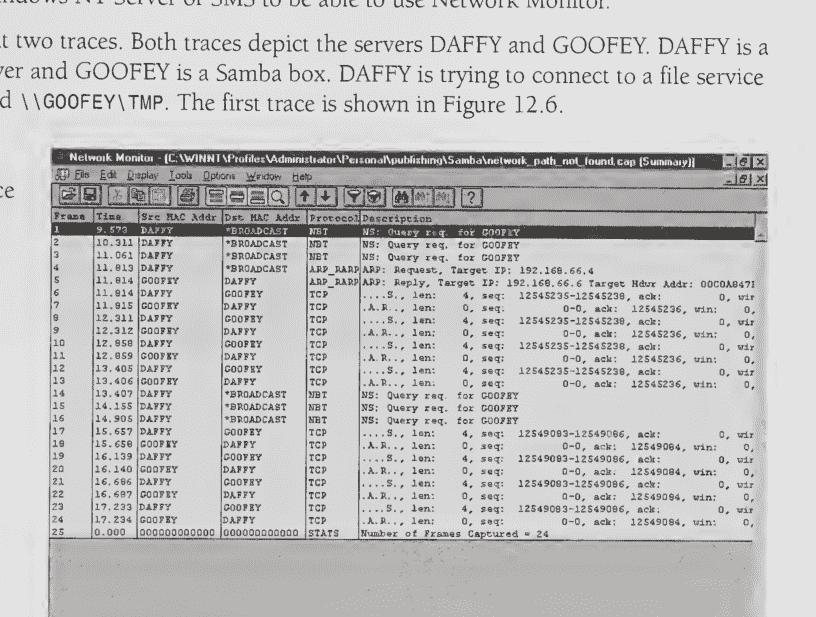 ndows NT Server or SMS to be able to use Network Monitor.
t two traces. Both traces depict the servers DAFFY and GOOFEY. DAFFY is a
ver and GOOFEY is a Samba box. DAFFY is trying to connect to a file service
d \\GOOFEY\TMP. The first trace is shown in Figure 12.6.
ce
Network Monitor - [C:\WINNT\Profiles\Administrator\Personal\publishing\Samba\network_path_not_found.cap (Summary)]
File Edit Display Tools Options Window Help
Frame Time Src MAC Addr Dst MAC Addr Protocol Description
1 9.573 DAFFY *BROADCAST NBT NS: Query req. for GOOFEY
2 10.311 DAFFY *BROADCAST NBT NS: Query req. for GOOFEY
3 11.061 DAFFY *BROADCAST NBT NS: Query req. for GOOFEY
4 11.813 DAFFY *BROADCAST ARP_RARP ARP: Request, Target IP: 192.168.66.4
5 11.814 GOOFEY DAFFY ARP_RARP ARP: Reply, Target IP: 192.168.66.6 Target Hdwr Addr: 00C0A847
6 11.814 DAFFY GOOFEY TCP ....S., len: 4, seq: 12545235-12545238, ack: 0, wir
7 11.815 GOOFEY DAFFY TCP .A.R.., len: 0, seq: 0-0, ack: 12545236, win: 0,
8 12.311 DAFFY GOOFEY TCP ....S., len: 4, seq: 12545235-12545238, ack: 0, wir
9 12.312 GOOFEY DAFFY TCP .A.R.., len: 0, seq: 0-0, ack: 12545236, win: 0,
10 12.858 DAFFY GOOFEY TCP ....S., len: 4, seq: 12545235-12545238, ack: 0, wir
11 12.859 GOOFEY DAFFY TCP .A.R.., len: 0, seq: 0-0, ack: 12545236, win: 0,
12 13.405 DAFFY GOOFEY TCP ....S., len: 4, seq: 12545235-12545238, ack: 0, wir
13 13.406 GOOFEY DAFFY TCP .A.R.., len: 0, seq: 0-0, ack: 12545236, win: 0,
14 13.407 DAFFY *BROADCAST NBT NS: Query req. for GOOFEY
15 14.155 DAFFY *BROADCAST NBT NS: Query req. for GOOFEY
16 14.905 DAFFY *BROADCAST NBT NS: Query req. for GOOFEY
17 15.657 DAFFY GOOFEY TCP ....S., len: 4, seq: 12549083-12549086, ack: 0, wir
18 15.658 GOOFEY DAFFY TCP .A.R.., len: 0, seq: 0-0, ack: 12549084, win: 0,
19 16.139 DAFFY GOOFEY TCP ....S., len: 4, seq: 12549083-12549086, ack: 0, wir
20 16.140 GOOFEY DAFFY TCP .A.R.., len: 0, seq: 0-0, ack: 12549084, win: 0,
21 16.686 DAFFY GOOFEY TCP ....S., len: 4, seq: 12549083-12549086, ack: 0, wir
22 16.687 GOOFEY DAFFY TCP .A.R.., len: 0, seq: 0-0, ack: 12549084, win: 0,
23 17.233 DAFFY GOOFEY TCP ....S., len: 4, seq: 12549083-12549086, ack: 0, wir
24 17.234 GOOFEY DAFFY TCP .A.R.., len: 0, seq: 0-0, ack: 12549084, win: 0,
25 0.000 000000000000 000000000000 STATS Number of Frames Captured = 24